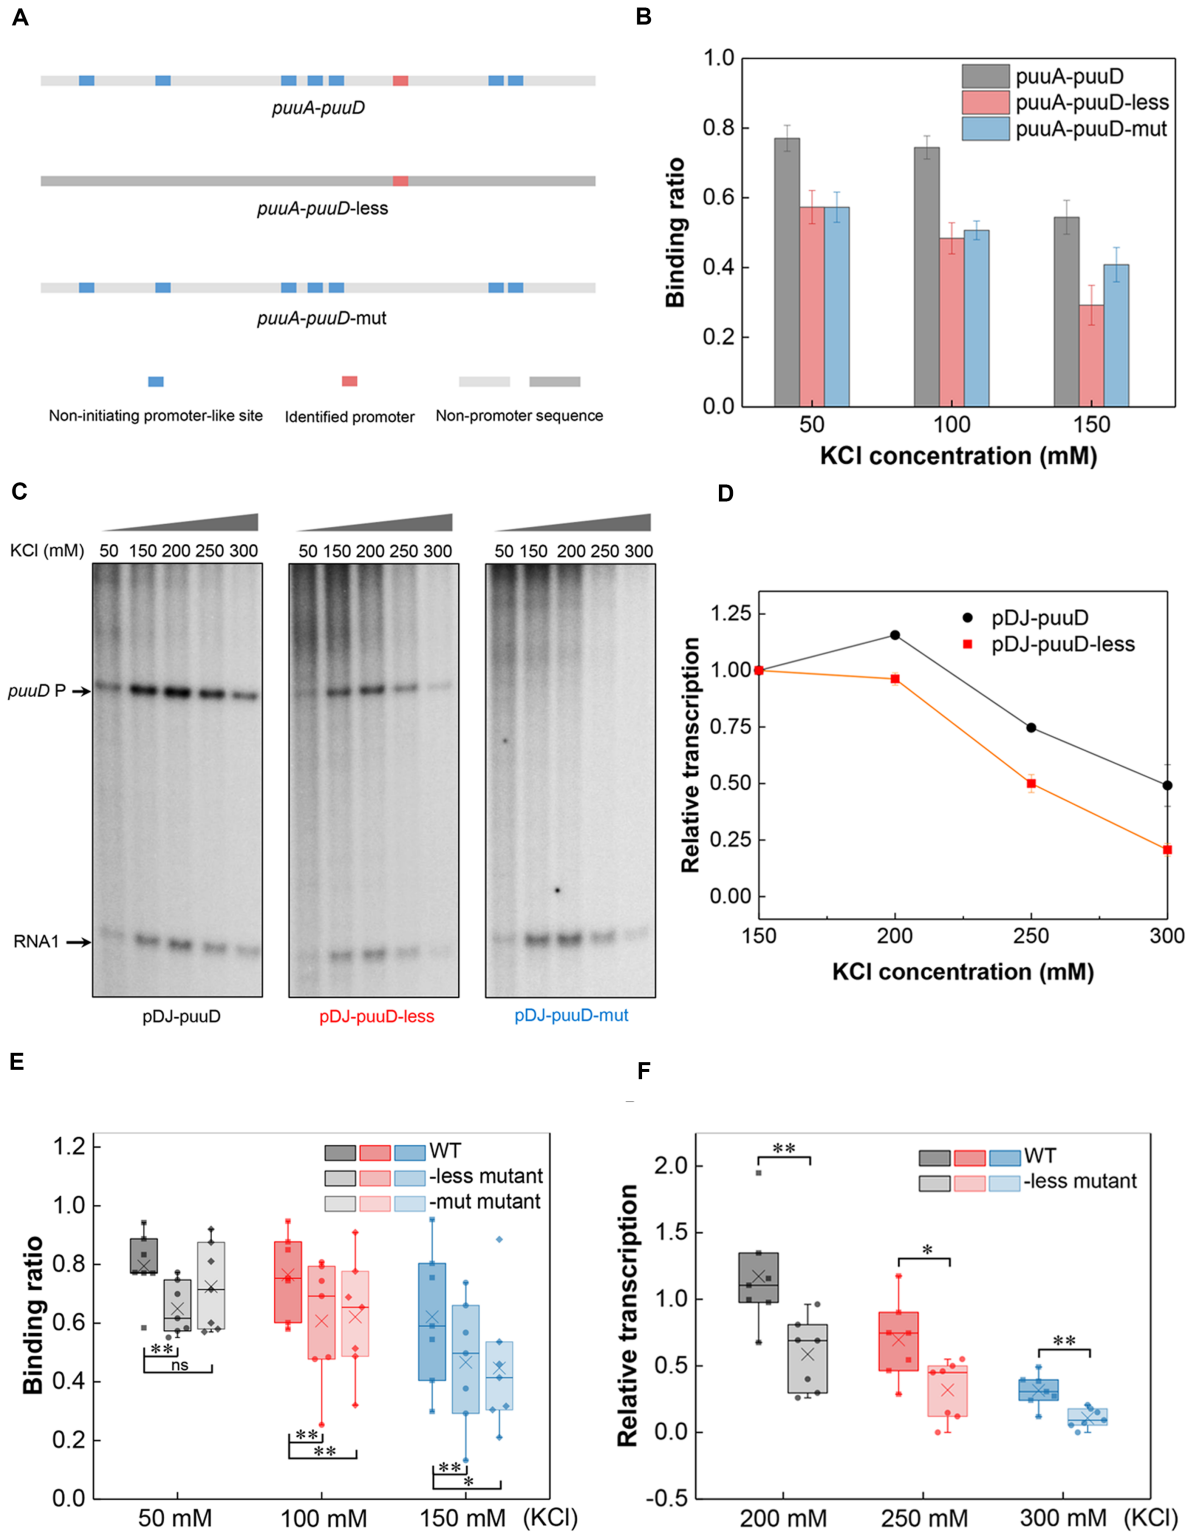 A
puuA-puuD
puuA-puuD-less
puuA-puuD-mut
Non-initiating promoter-like site
Identified promoter
Non-promoter sequence
B
1.0
0.8
0.6
0.4
0.2
0.0
Binding ratio
puuA-puuD
puuA-puuD-less
puuA-puuD-mut
50 100 150
KCl concentration (mM)
C
KCl (mM) 50 150 200 250 300
50 150 200 250 300
50 150 200 250 300
puuD P
RNA1
pDJ-puuD
pDJ-puuD-less
pDJ-puuD-mut
D
1.25
1.00
0.75
0.50
0.25
0.00
Relative transcription
pDJ-puuD
pDJ-puuD-less
150 200 250 300
KCl concentration (mM)
E
1.2
1.0
0.8
0.6
0.4
0.2
0.0
Binding ratio
WT
-less mutant
-mut mutant
**
ns
**
**
**
*
50 mM 100 mM 150 mM (KCl)
F
2.0
1.5
1.0
0.5
0.0
-0.5
Relative transcription
WT
-less mutant
**
*
**
200 mM 250 mM 300 mM (KCl)